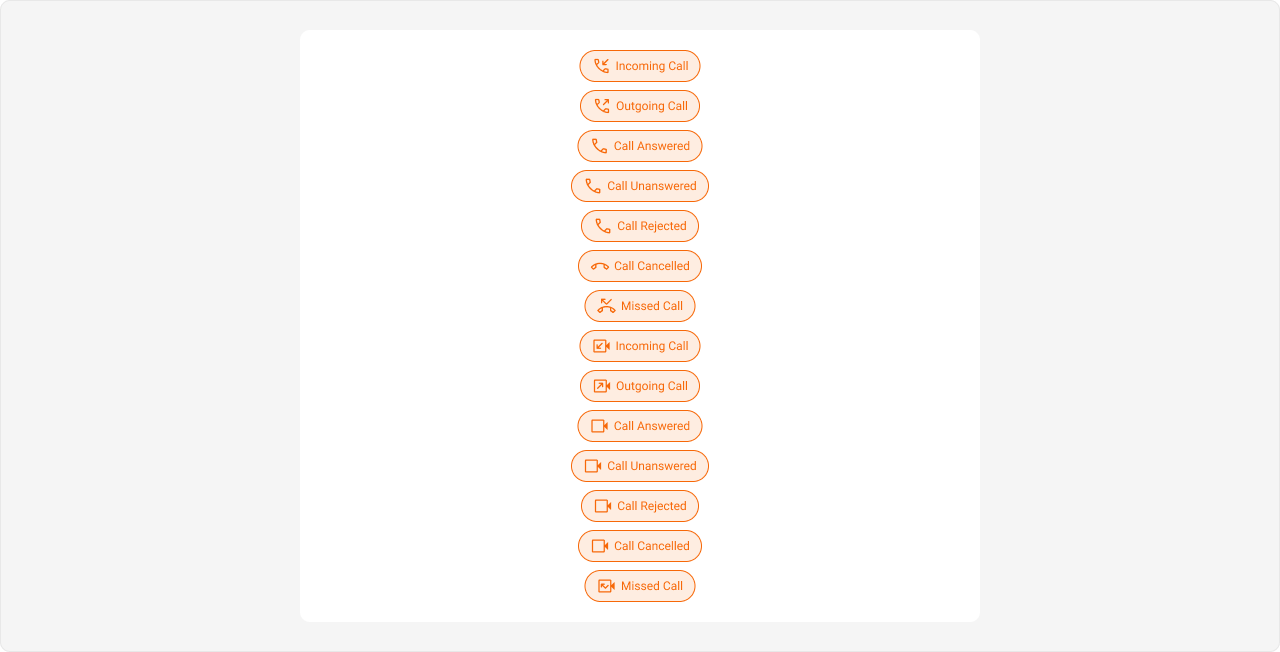 Incoming Call
Outgoing Call
Call Answered
Call Unanswered
Call Rejected
Call Cancelled
Missed Call
Incoming Call
Outgoing Call
Call Answered
Call Unanswered
Call Rejected
Call Cancelled
Missed Call